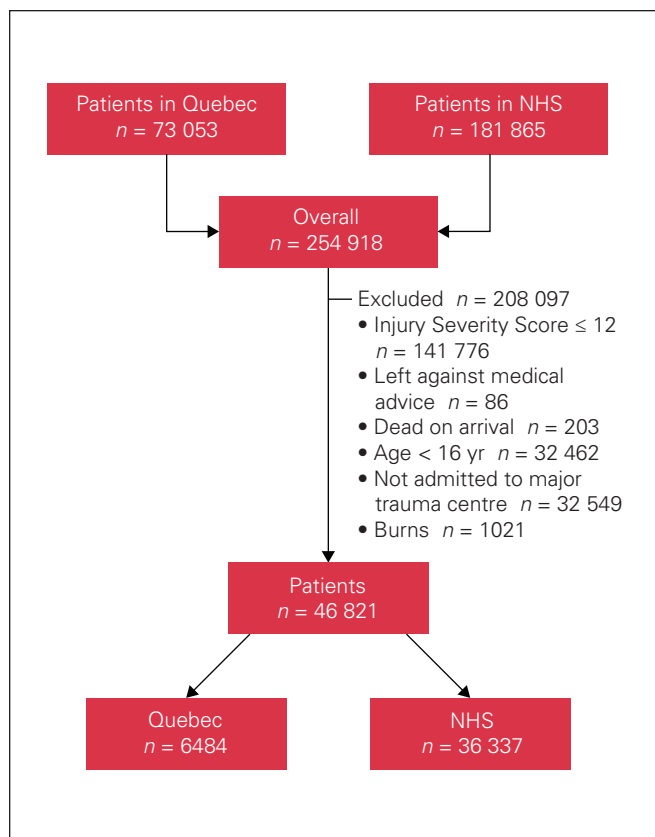 Patients in Quebec
n = 73 053
Patients in NHS
n = 181 865
Overall
n = 254 918
Excluded n = 208 097
• Injury Severity Score ≤ 12
n = 141 776
• Left against medical
advice n = 86
• Dead on arrival n = 203
• Age < 16 yr n = 32 462
• Not admitted to major
trauma centre n = 32 549
• Burns n = 1021
Patients
n = 46 821
Quebec
n = 6484
NHS
n = 36 337